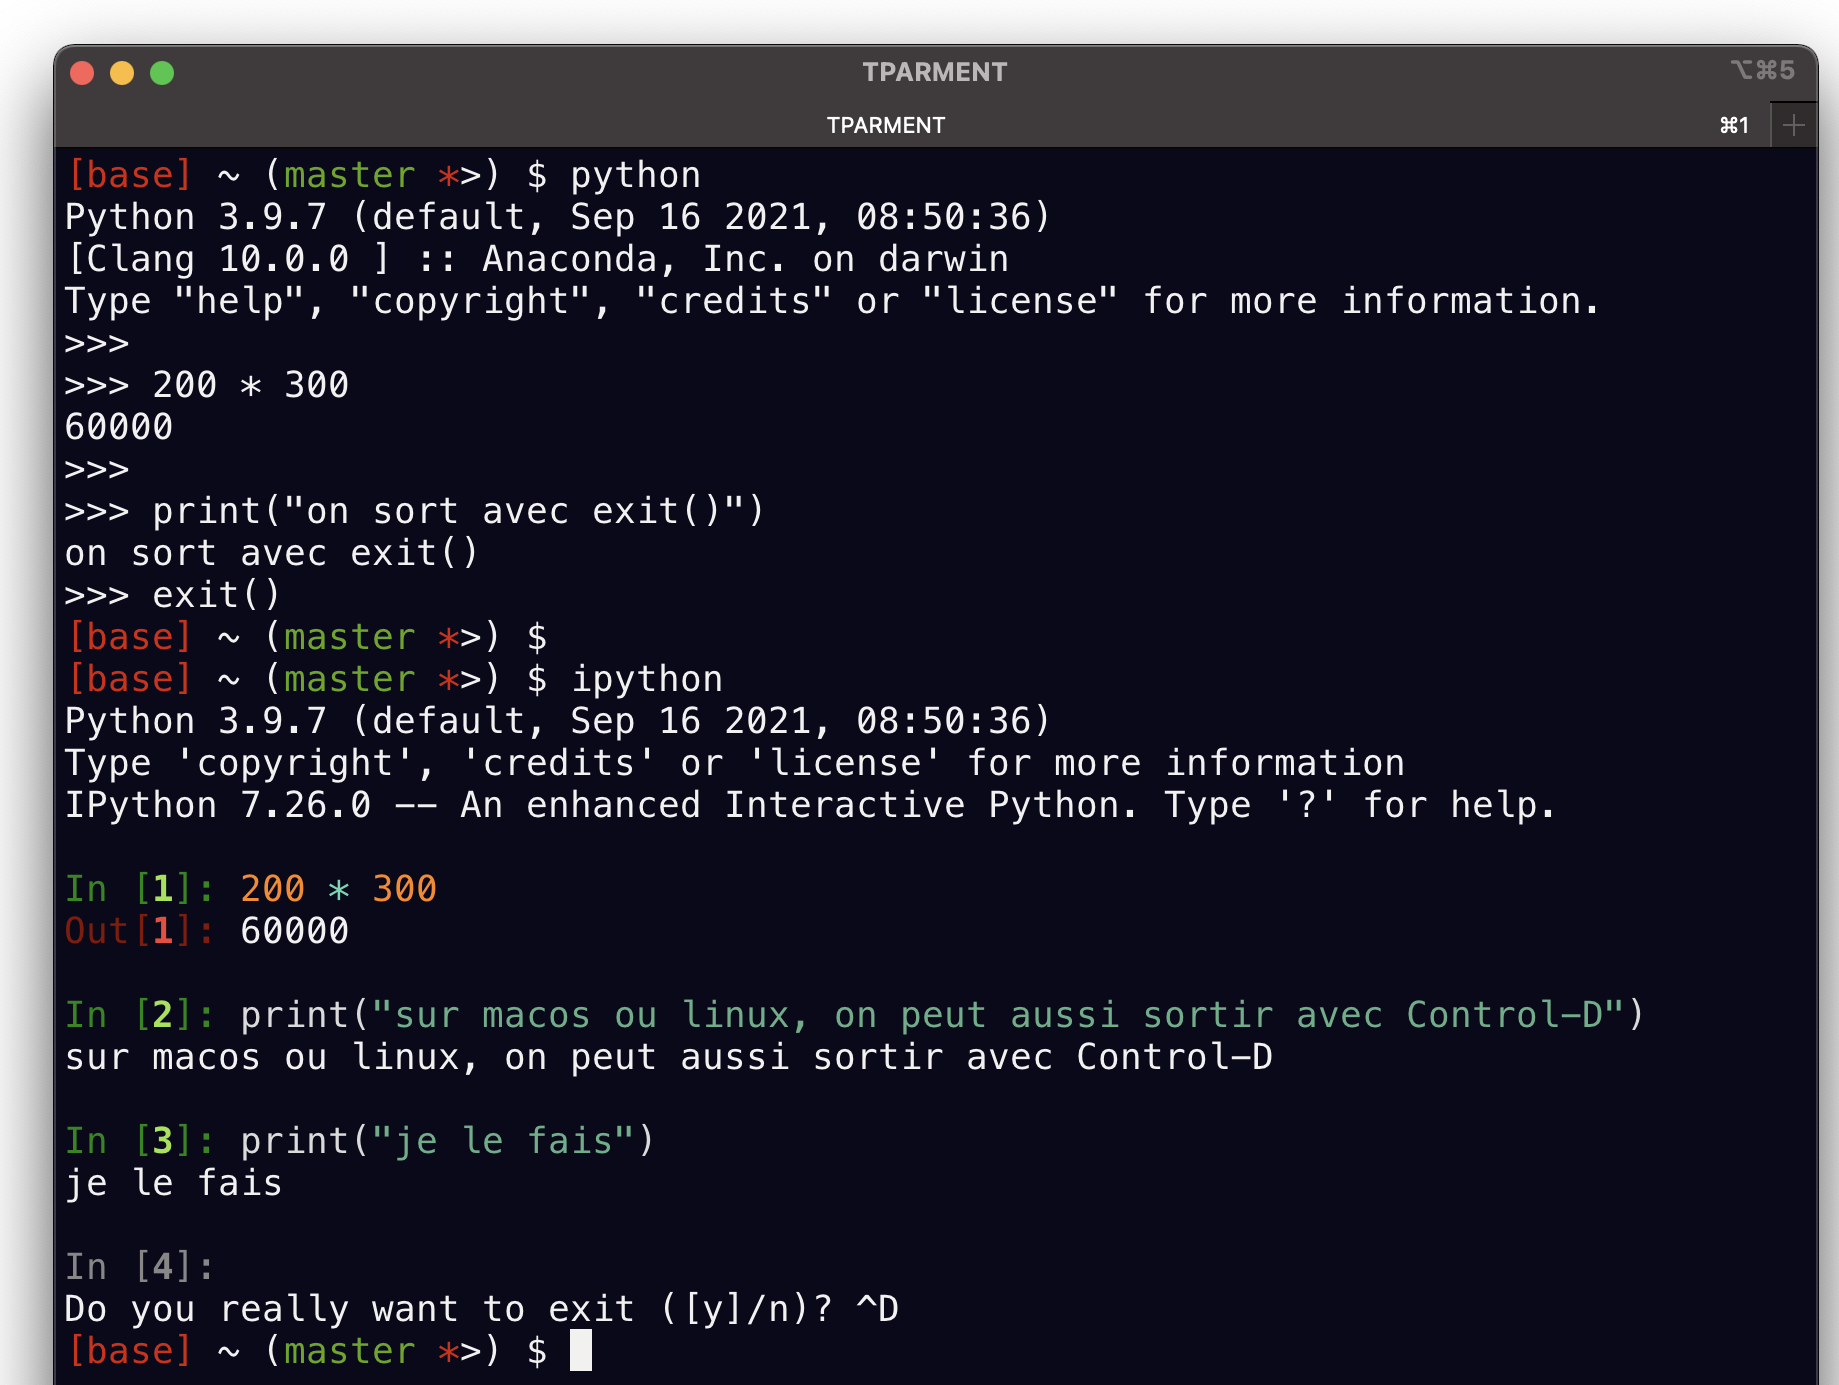 TPARMENT
⌥⌘5
TPARMENT
⌘1
[base] ~ (master *>) $ python
Python 3.9.7 (default, Sep 16 2021, 08:50:36)
[Clang 10.0.0 ] :: Anaconda, Inc. on darwin
Type "help", "copyright", "credits" or "license" for more information.
>>>
>>> 200 * 300
60000
>>>
>>> print("on sort avec exit()")
on sort avec exit()
>>> exit()
[base] ~ (master *>) $
[base] ~ (master *>) $ ipython
Python 3.9.7 (default, Sep 16 2021, 08:50:36)
Type 'copyright', 'credits' or 'license' for more information
IPython 7.26.0 -- An enhanced Interactive Python. Type '?' for help.
In [1]: 200 * 300
Out[1]: 60000
In [2]: print("sur macos ou linux, on peut aussi sortir avec Control-D")
sur macos ou linux, on peut aussi sortir avec Control-D
In [3]: print("je le fais")
je le fais
In [4]:
Do you really want to exit ([y]/n)? ^D
[base] ~ (master *>) $